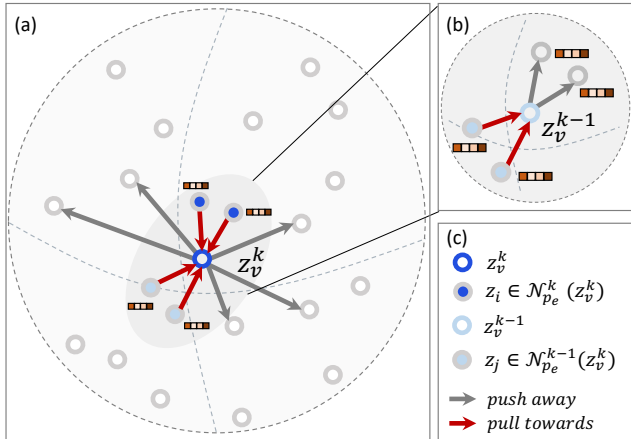 (a)
z_v^k
(b)
z_v^{k-1}
(c)
z_v^k
z_i ∈ 𝒩_{p_e}^k (z_v^k)
z_v^{k-1}
z_j ∈ 𝒩_{p_e}^{k-1}(z_v^k)
push away
pull towards